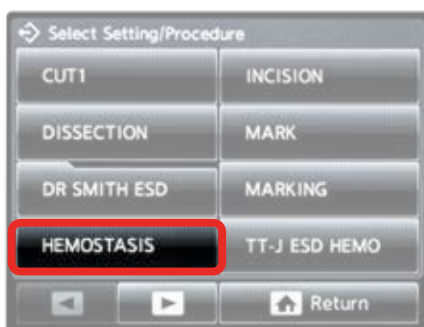 Select Setting/Procedure
CUT1
INCISION
DISSECTION
MARK
DR SMITH ESD
MARKING
HEMOSTASIS
TT-J ESD HEMO
Return